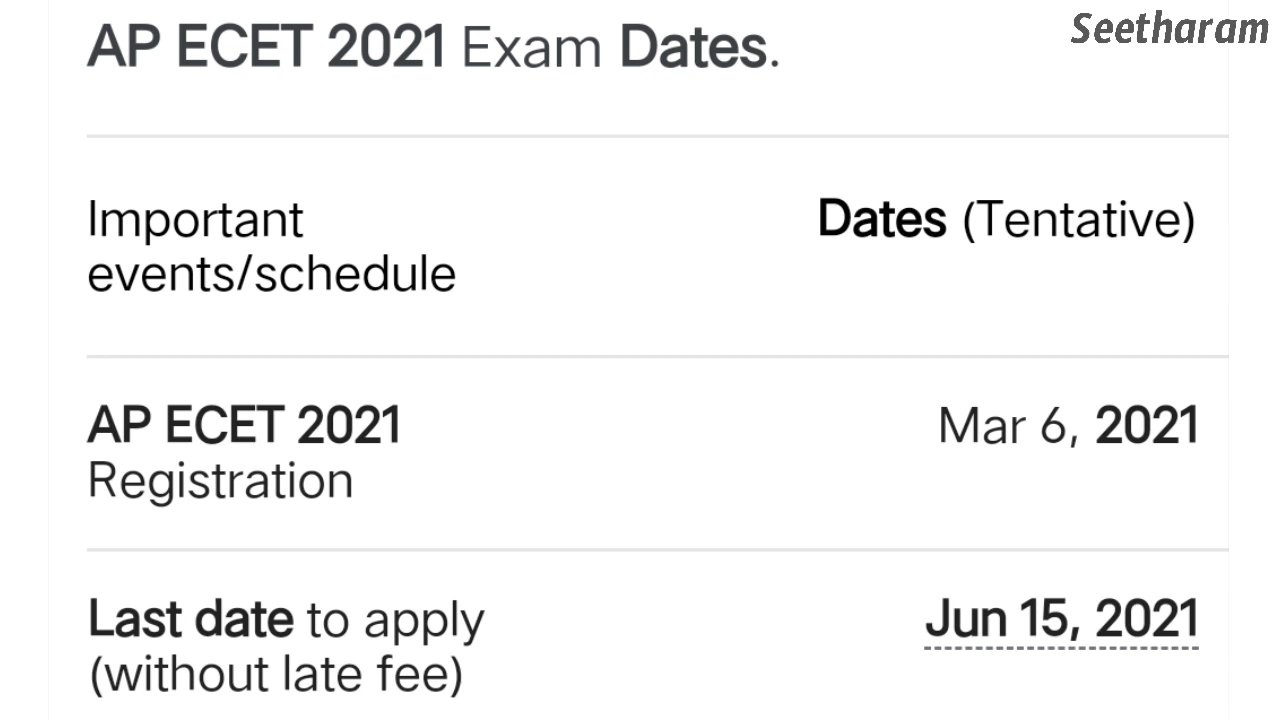 Seetharam
AP ECET 2021 Exam Dates.
Important
events/schedule
Dates (Tentative)
AP ECET 2021
Registration
Mar 6, 2021
Last date to apply
(without late fee)
Jun 15, 2021